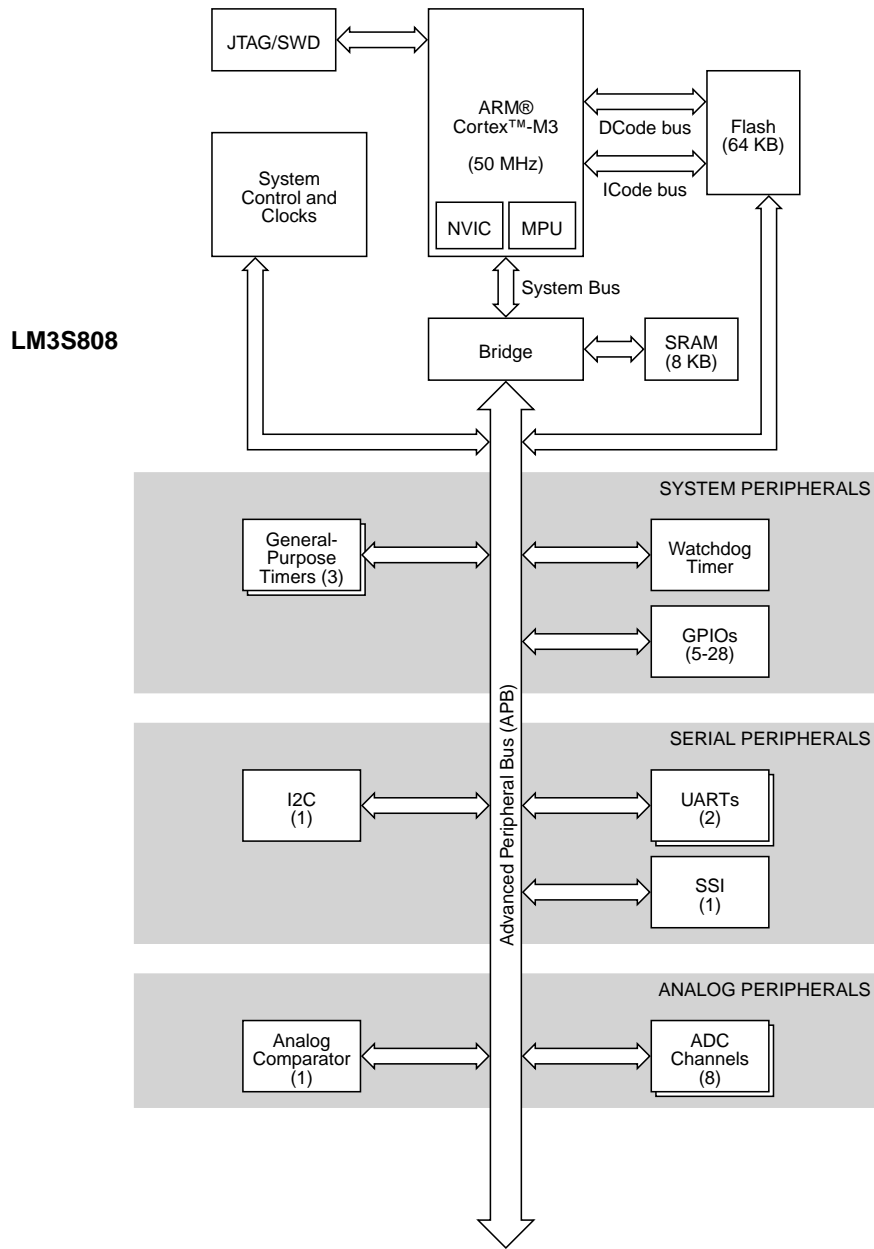 JTAG/SWD
ARM®
Cortex™-M3
(50 MHz)
NVIC
MPU
DCode bus
ICode bus
Flash
(64 KB)
System
Control and
Clocks
System Bus
LM3S808
Bridge
SRAM
(8 KB)
SYSTEM PERIPHERALS
General-
Purpose
Timers (3)
Watchdog
Timer
GPIOs
(5-28)
Advanced Peripheral Bus (APB)
SERIAL PERIPHERALS
I2C
(1)
UARTs
(2)
SSI
(1)
ANALOG PERIPHERALS
Analog
Comparator
(1)
ADC
Channels
(8)